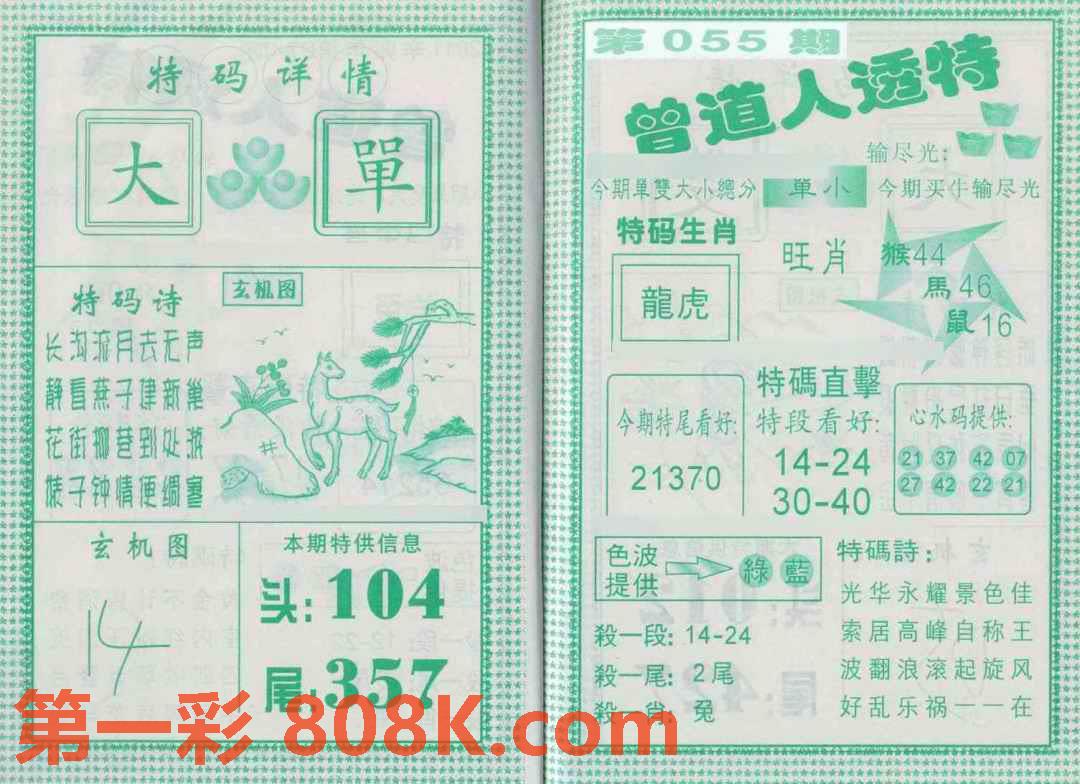 特码详情
大
單
特码诗
长沟流月去无声
静看燕子建新巢
花街柳巷到处游
婊子钟情便绸蹇
玄机图
井
玄机图
14
本期特供信息
头:104
尾:357
第055期
曾道人透特
输尽光:
今期單雙大小總分
單小
今期买牛输尽光
特码生肖
龍虎
旺肖
猴44
馬46
鼠16
今期特尾看好:
21370
特碼直擊
特段看好:
14-24
30-40
心水码提供:
21 37 42 07
27 42 22 21
色波
提供
綠藍
殺一段:14-24
殺一尾:2尾
殺一肖:兔
特碼詩:
光华永耀景色佳
索居高峰自称王
波翻浪滚起旋风
好乱乐祸一一在
第一彩 808K.com